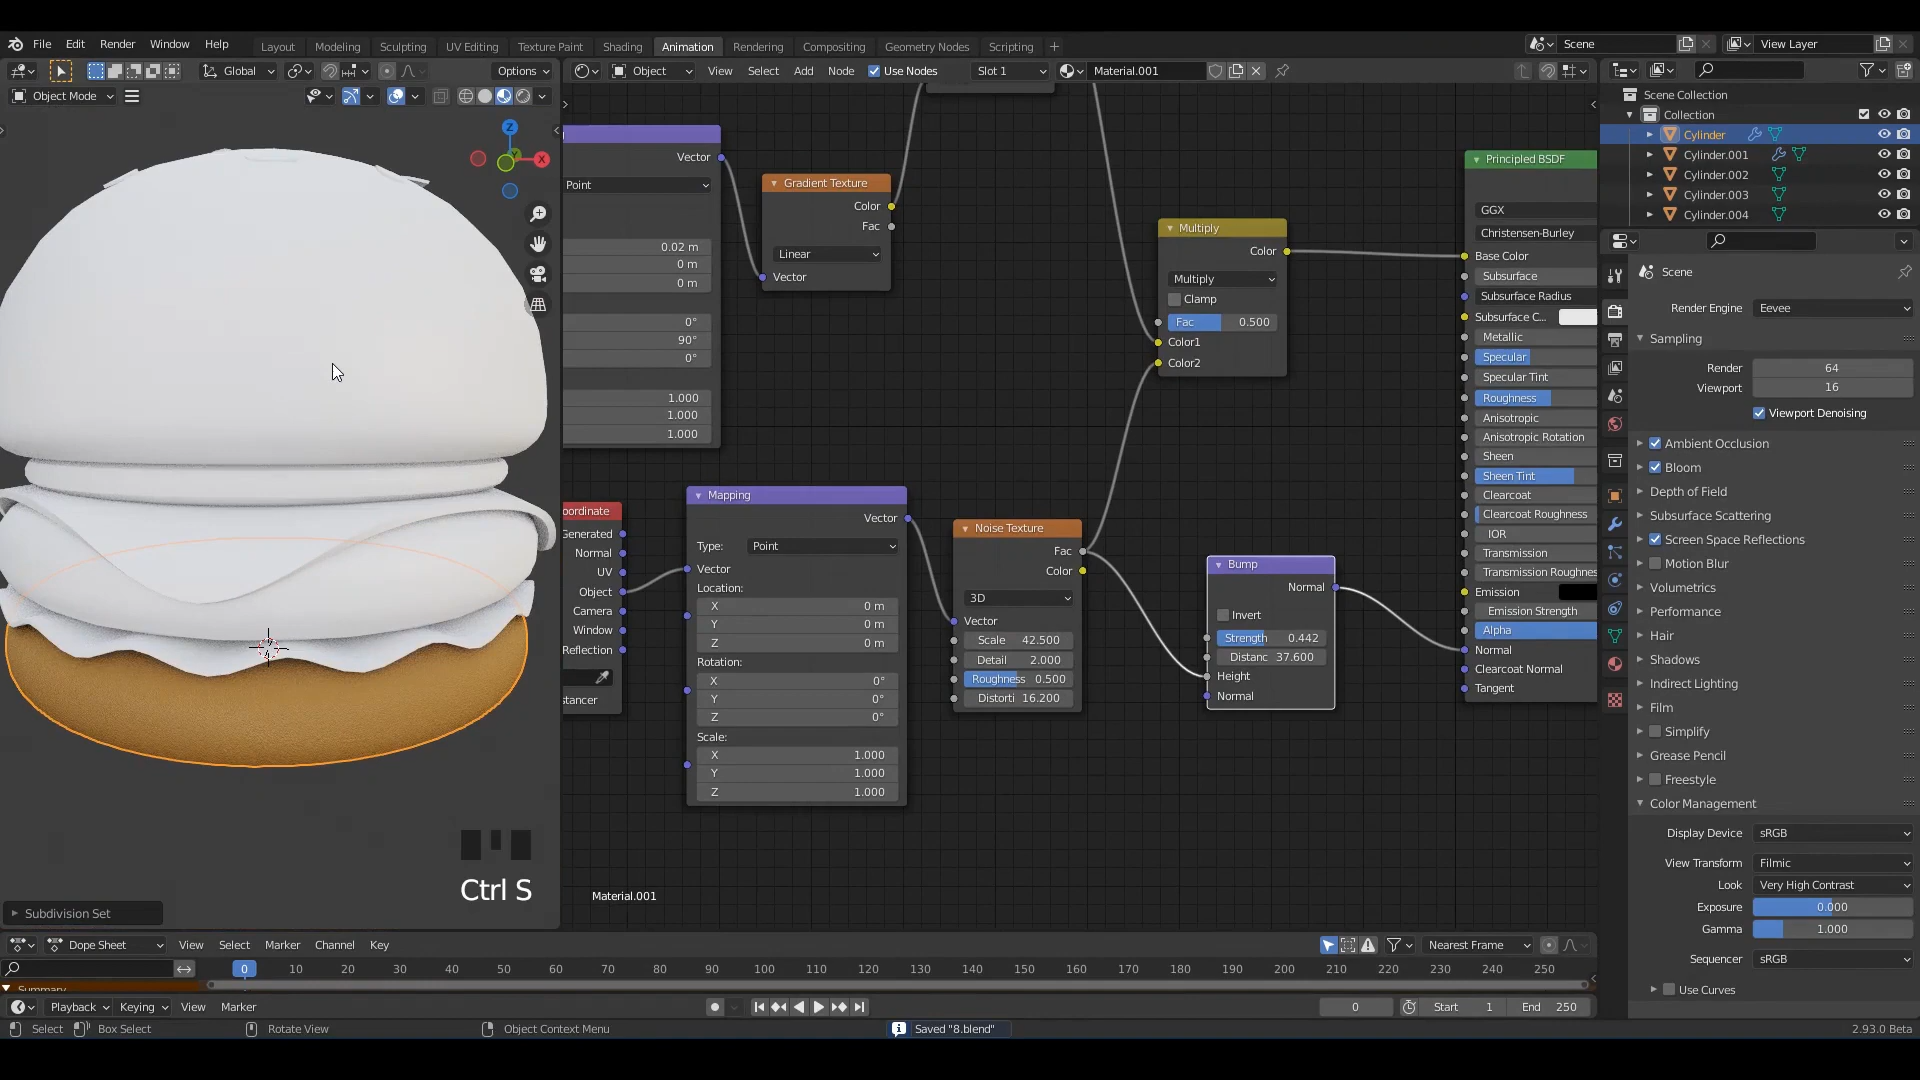 File Edit Render Window Help Layout Modeling Sculpting UV Editing Texture Paint Shading Animation Rendering Compositing Geometry Nodes Scripting + Scene View Layer
Global Options Object View Select Add Node Use Nodes Slot 1 Material.001
Object Mode
Z
X
Scene Collection
Collection
Cylinder
Cylinder.001
Cylinder.002
Cylinder.003
Cylinder.004
Vector
Point
0.02 m
0 m
0 m
0°
90°
0°
1.000
1.000
1.000
Gradient Texture
Color
Fac
Linear
Vector
Multiply
Color
Multiply
Clamp
Fac 0.500
Color1
Color2
Principled BSDF
GGX
Christensen-Burley
Base Color
Subsurface
Subsurface Radius
Subsurface C...
Metallic
Specular
Specular Tint
Roughness
Anisotropic
Anisotropic Rotation
Sheen
Sheen Tint
Clearcoat
Clearcoat Roughness
IOR
Transmission
Transmission Roughnes
Emission
Emission Strength
Alpha
Normal
Clearcoat Normal
Tangent
oordinate
Generated
Normal
UV
Object
Camera
Window
Reflection
stancer
Mapping
Vector
Type: Point
Vector
Location:
X 0 m
Y 0 m
Z 0 m
Rotation:
X 0°
Y 0°
Z 0°
Scale:
X 1.000
Y 1.000
Z 1.000
Noise Texture
Fac
Color
3D
Vector
Scale 42.500
Detail 2.000
Roughness 0.500
Distorti 16.200
Bump
Normal
Invert
Strength 0.442
Distanc 37.600
Height
Normal
Scene
Render Engine Eevee
Sampling
Render 64
Viewport 16
Viewport Denoising
Ambient Occlusion
Bloom
Depth of Field
Subsurface Scattering
Screen Space Reflections
Motion Blur
Volumetrics
Performance
Hair
Shadows
Indirect Lighting
Film
Simplify
Grease Pencil
Freestyle
Color Management
Display Device sRGB
View Transform Filmic
Look Very High Contrast
Exposure 0.000
Gamma 1.000
Sequencer sRGB
Use Curves
Ctrl S
Material.001
Subdivision Set
Dope Sheet View Select Marker Channel Key Nearest Frame
0 10 20 30 40 50 60 70 80 90 100 110 120 130 140 150 160 170 180 190 200 210 220 230 240 250
Summary
Playback Keying View Marker 0 Start 1 End 250
Select Box Select Rotate View Object Context Menu Saved "8.blend" 2.93.0 Beta